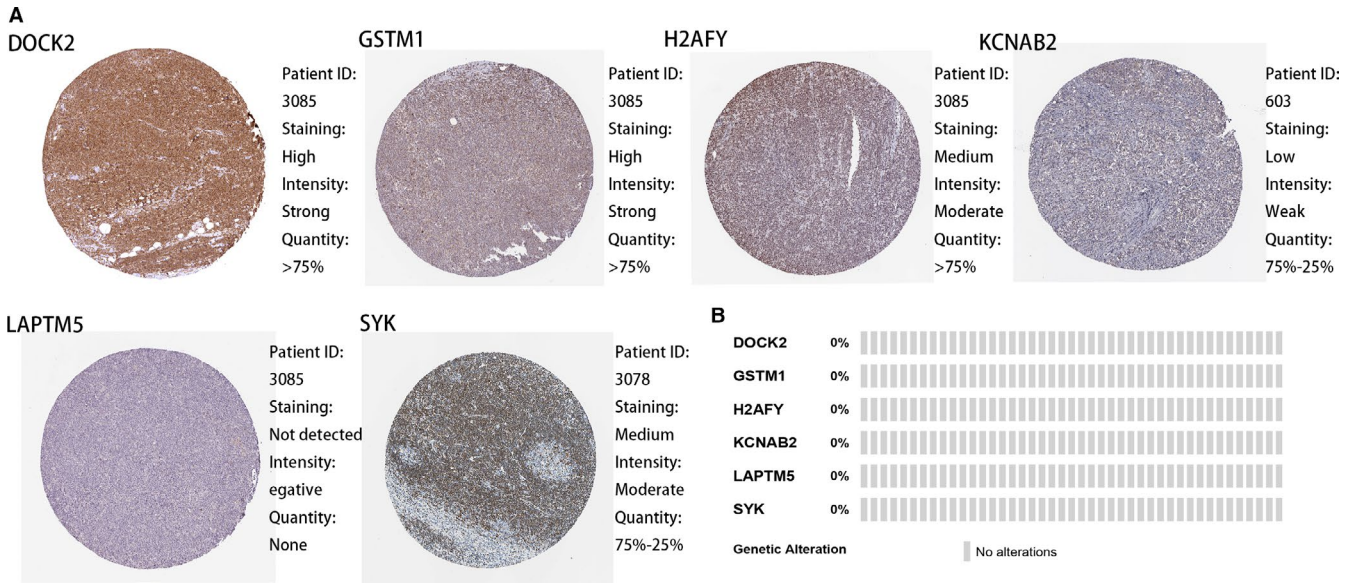 A
DOCK2
Patient ID:
3085
Staining:
High
Intensity:
Strong
Quantity:
>75%
GSTM1
Patient ID:
3085
Staining:
High
Intensity:
Strong
Quantity:
>75%
H2AFY
Patient ID:
3085
Staining:
Medium
Intensity:
Moderate
Quantity:
>75%
KCNAB2
Patient ID:
603
Staining:
Low
Intensity:
Weak
Quantity:
75%-25%
LAPTM5
Patient ID:
3085
Staining:
Not detected
Intensity:
egative
Quantity:
None
SYK
Patient ID:
3078
Staining:
Medium
Intensity:
Moderate
Quantity:
75%-25%
B
DOCK2 0%
GSTM1 0%
H2AFY 0%
KCNAB2 0%
LAPTM5 0%
SYK 0%
Genetic Alteration No alterations